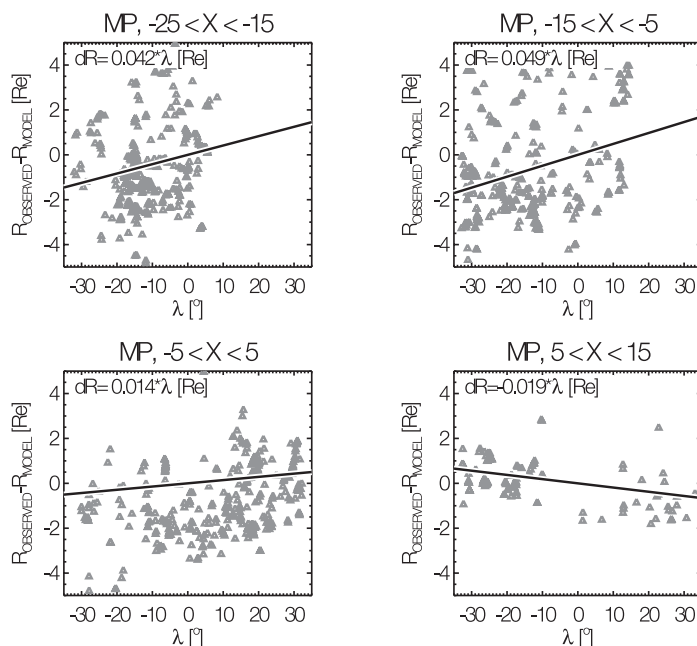 MP, -25 < X < -15
dR= 0.042*λ [Re]
R_OBSERVED-R_MODEL [Re]
4
2
0
-2
-4
-30 -20 -10 0 10 20 30
λ [º]
MP, -15 < X < -5
dR= 0.049*λ [Re]
R_OBSERVED-R_MODEL [Re]
4
2
0
-2
-4
-30 -20 -10 0 10 20 30
λ [º]
MP, -5 < X < 5
dR= 0.014*λ [Re]
R_OBSERVED-R_MODEL [Re]
4
2
0
-2
-4
-30 -20 -10 0 10 20 30
λ [º]
MP, 5 < X < 15
dR=-0.019*λ [Re]
R_OBSERVED-R_MODEL [Re]
4
2
0
-2
-4
-30 -20 -10 0 10 20 30
λ [º]